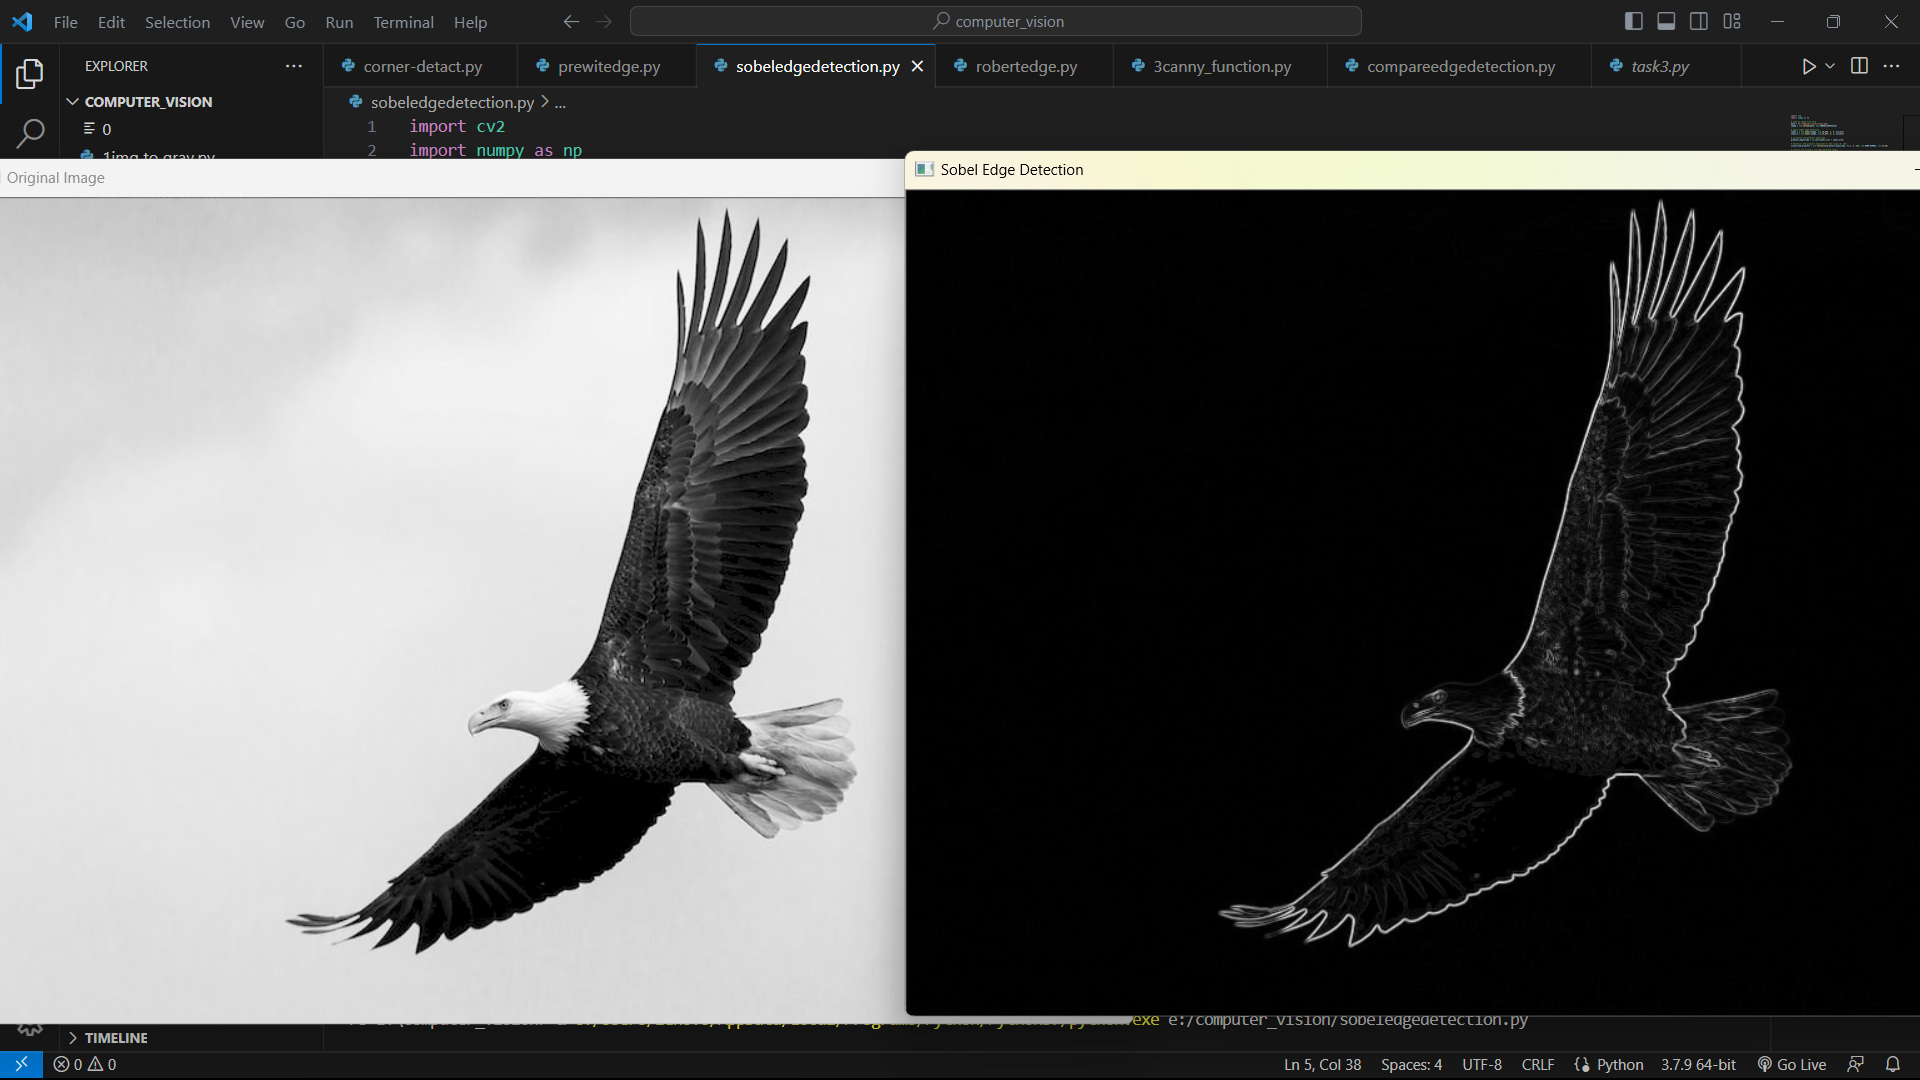 File Edit Selection View Go Run Terminal Help
computer_vision
EXPLORER
corner-detact.py
prewitedge.py
sobeledgedetection.py
robertedge.py
3canny_function.py
compareedgedetection.py
task3.py
COMPUTER_VISION
sobeledgedetection.py > ...
0
1 import cv2
1img to gray.py
2 import numpy as np
Original Image
Sobel Edge Detection
exe e:/computer_vision/sobeledgedetection.py
TIMELINE
0 0
Ln 5, Col 38 Spaces: 4 UTF-8 CRLF Python 3.7.9 64-bit Go Live